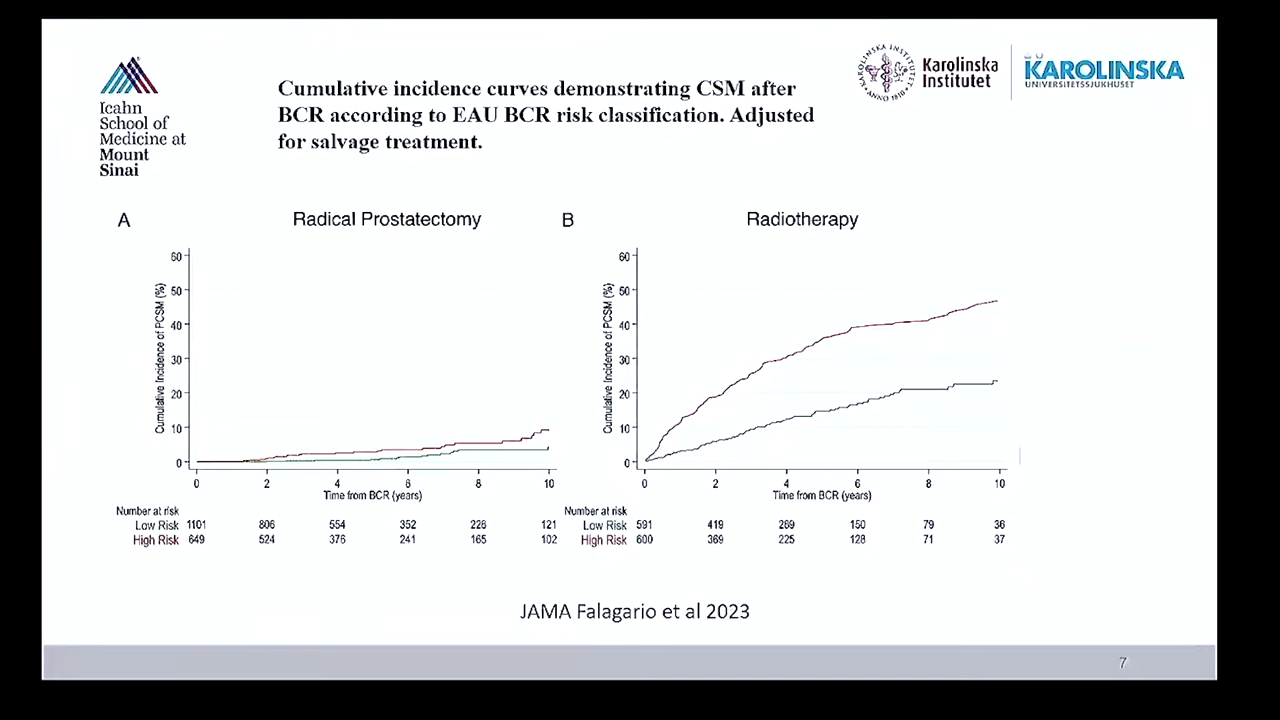 Icahn
School of
Medicine at
Mount
Sinai
Cumulative incidence curves demonstrating CSM after
BCR according to EAU BCR risk classification. Adjusted
for salvage treatment.
KAROLINSKA INSTITUTET
ANNO 1810
Karolinska
Institutet
KAROLINSKA
UNIVERSITETSSJUKHUSET
A
Radical Prostatectomy
Cumulative Incidence of PCSM (%)
60
50
40
30
20
10
0
0 2 4 6 8 10
Time from BCR (years)
Number at risk
Low Risk 1101 806 554 352 226 121
High Risk 649 524 376 241 165 102
B
Radiotherapy
Cumulative Incidence of PCSM (%)
60
50
40
30
20
10
0
0 2 4 6 8 10
Time from BCR (years)
Number at risk
Low Risk 591 419 269 150 79 36
High Risk 600 369 225 128 71 37
JAMA Falagario et al 2023
7